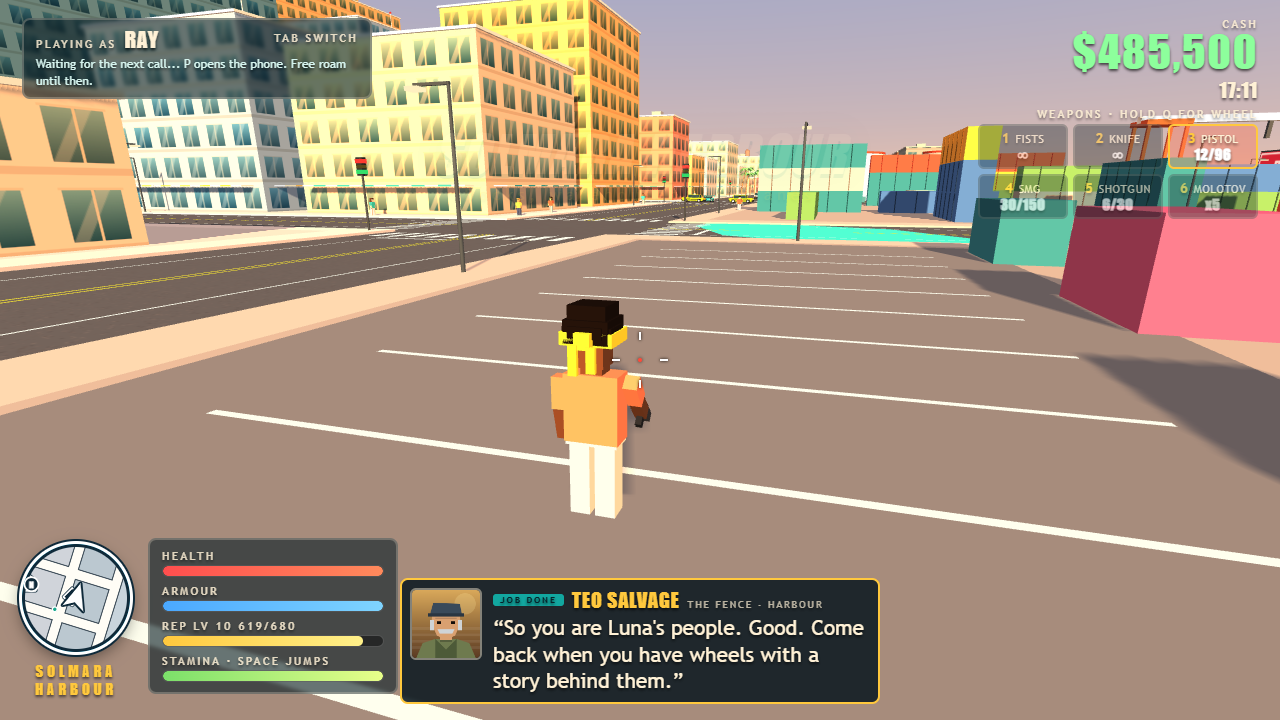 PLAYING AS RAY TAB SWITCH
Waiting for the next call... P opens the phone. Free roam
until then.
CASH
$485,500
17:11
WEAPONS · HOLD Q FOR WHEEL
1 FISTS
∞
2 KNIFE
∞
3 PISTOL
12/96
4 SMG
30/150
5 SHOTGUN
6/30
6 MOLOTOV
x5
HEALTH
ARMOUR
REP LV 10 619/680
STAMINA · SPACE JUMPS
SOLMARA
HARBOUR
JOB DONE TEO SALVAGE THE FENCE · HARBOUR
“So you are Luna's people. Good. Come
back when you have wheels with a
story behind them.”